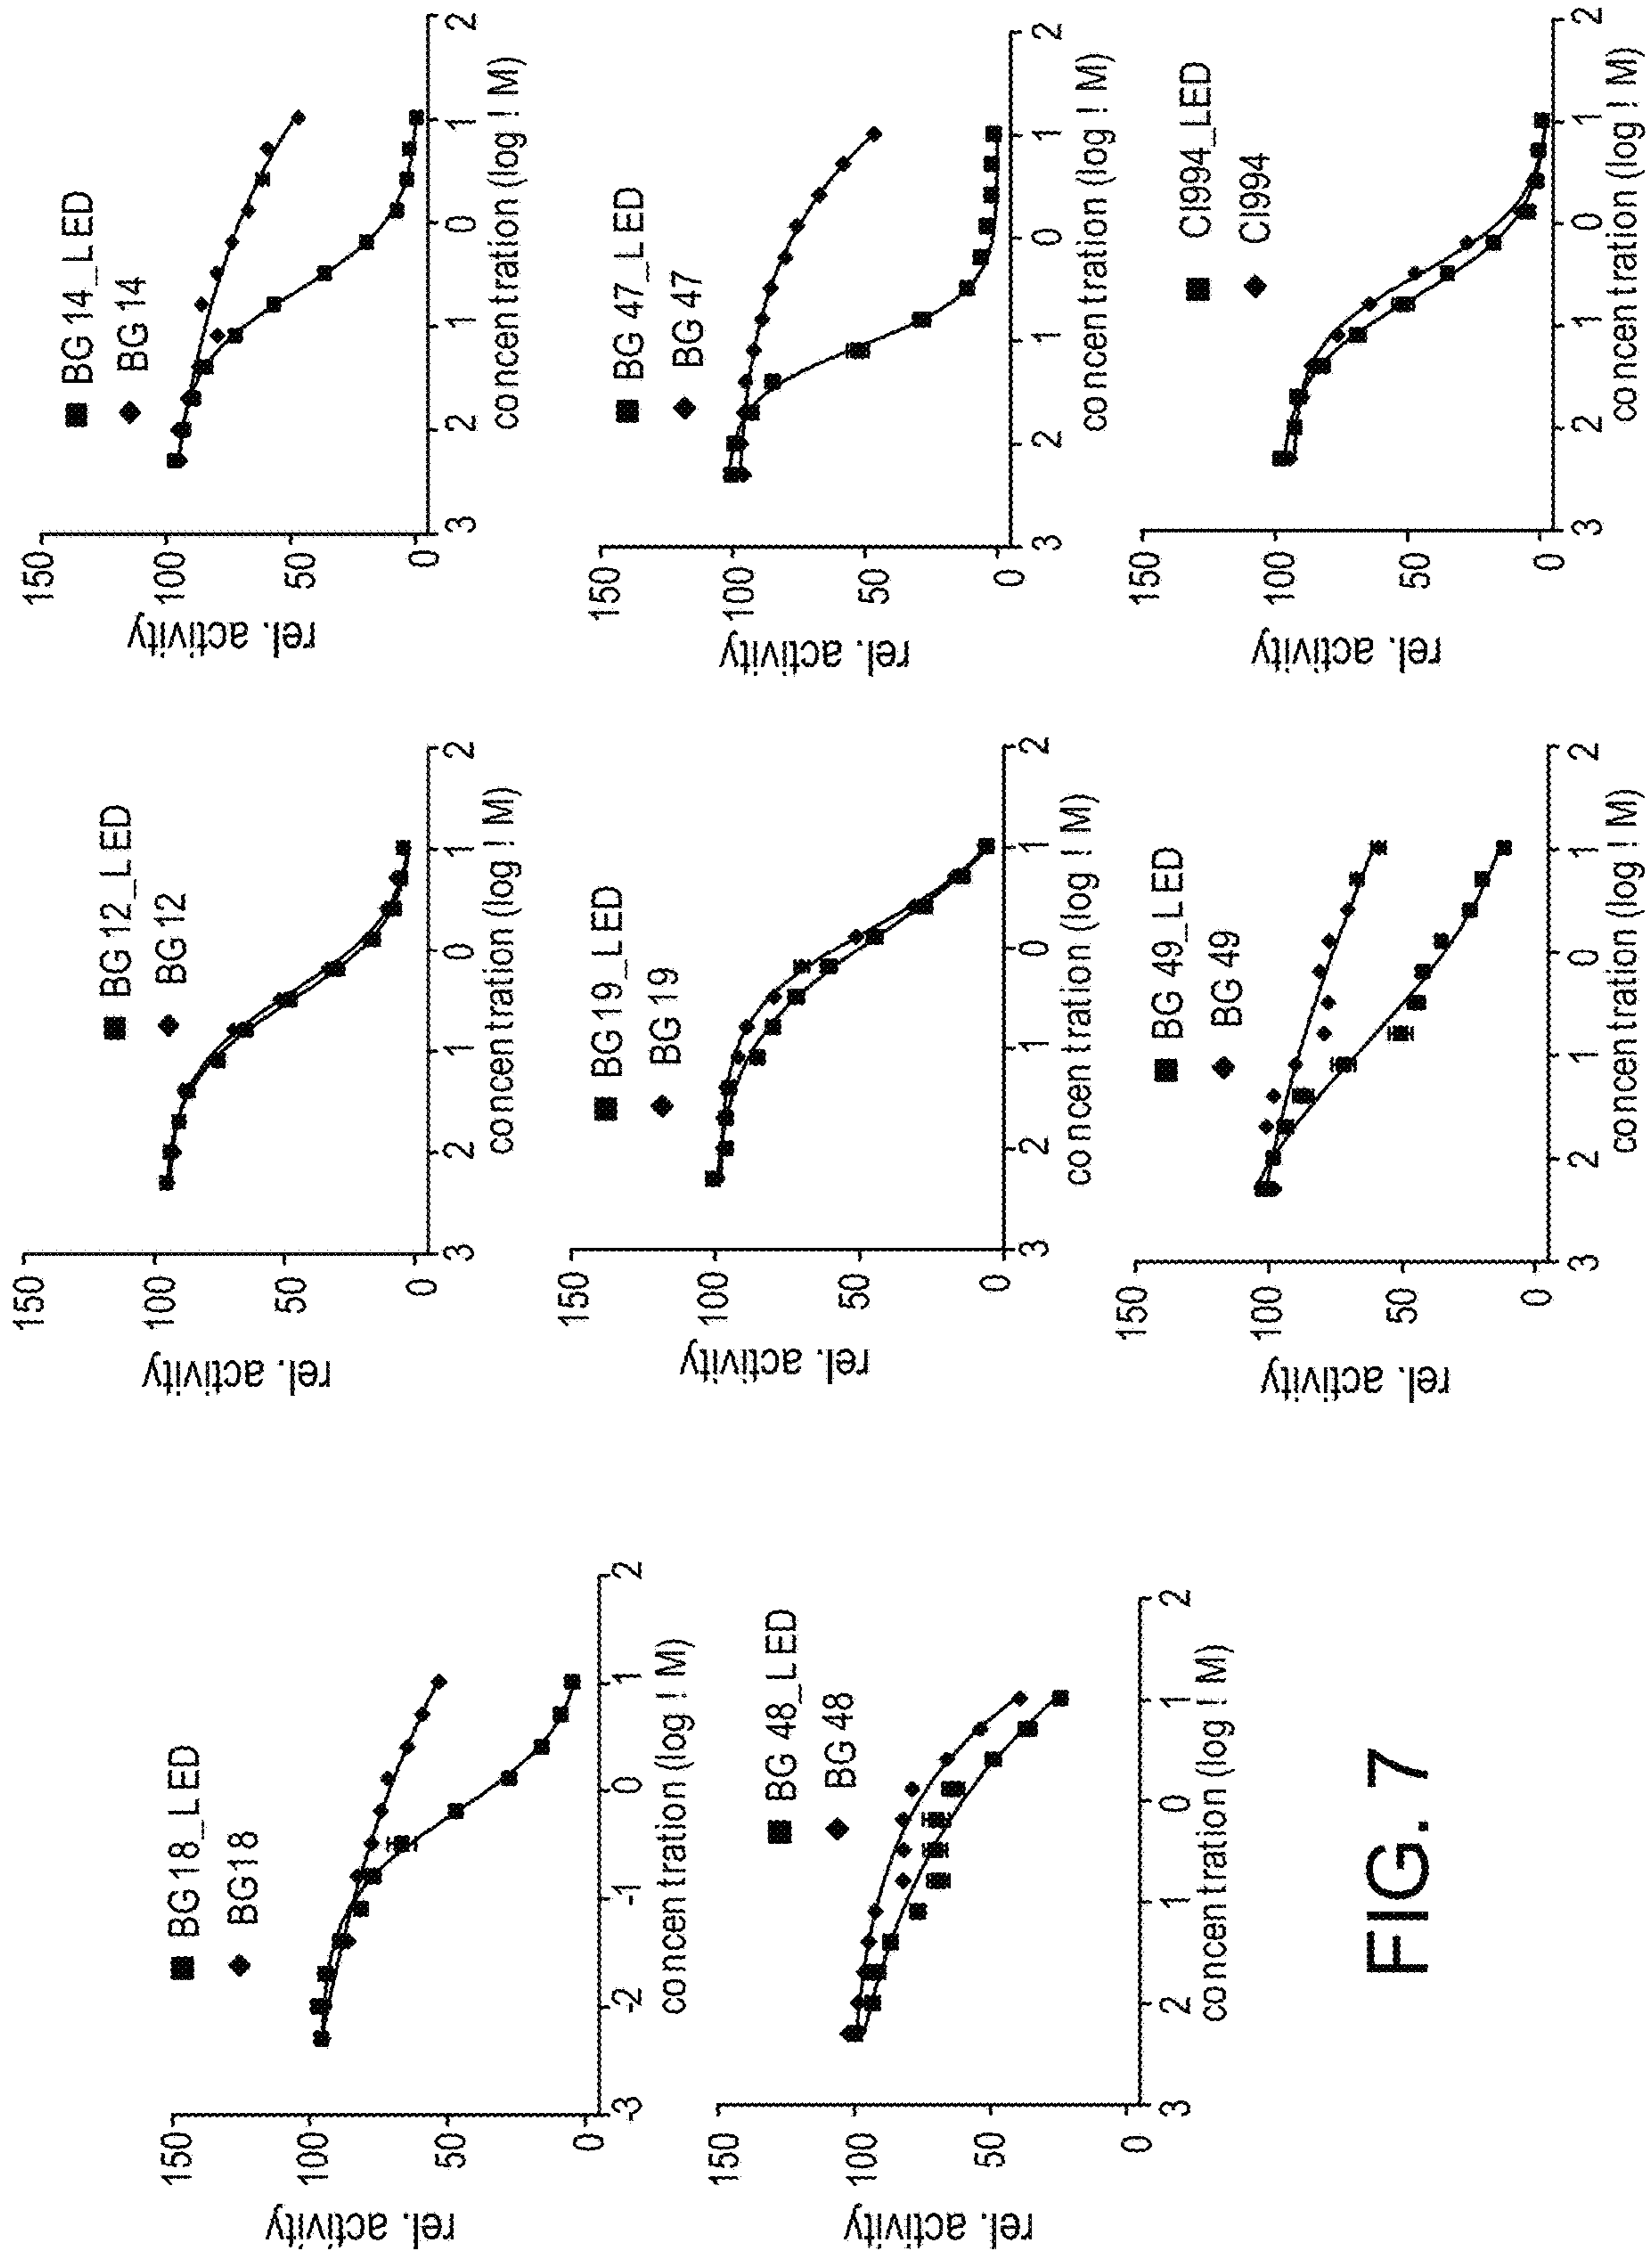 BG18_LED
BG18
rel. activity
150
100
50
0
-3 -2 -1 0 1 2
concentration (log ! M)
BG12_LED
BG12
rel. activity
150
100
50
0
3 2 1 0 1 2
concentration (log ! M)
BG 14_LED
BG 14
rel. activity
150
100
50
0
3 2 1 0 1 2
concentration (log ! M)
BG 48_LED
BG 48
rel. activity
150
100
50
0
3 2 1 0 1 2
concentration (log ! M)
BG19_LED
BG 19
rel. activity
150
100
50
0
3 2 1 0 1 2
concentration (log ! M)
BG 47_LED
BG 47
rel. activity
150
100
50
0
3 2 1 0 1 2
concentration (log ! M)
BG 49_LED
BG 49
rel. activity
150
100
50
0
3 2 1 0 1 2
concentration (log ! M)
CI994_LED
CI994
rel. activity
150
100
50
0
3 2 1 0 1 2
concentration (log ! M)
FIG. 7